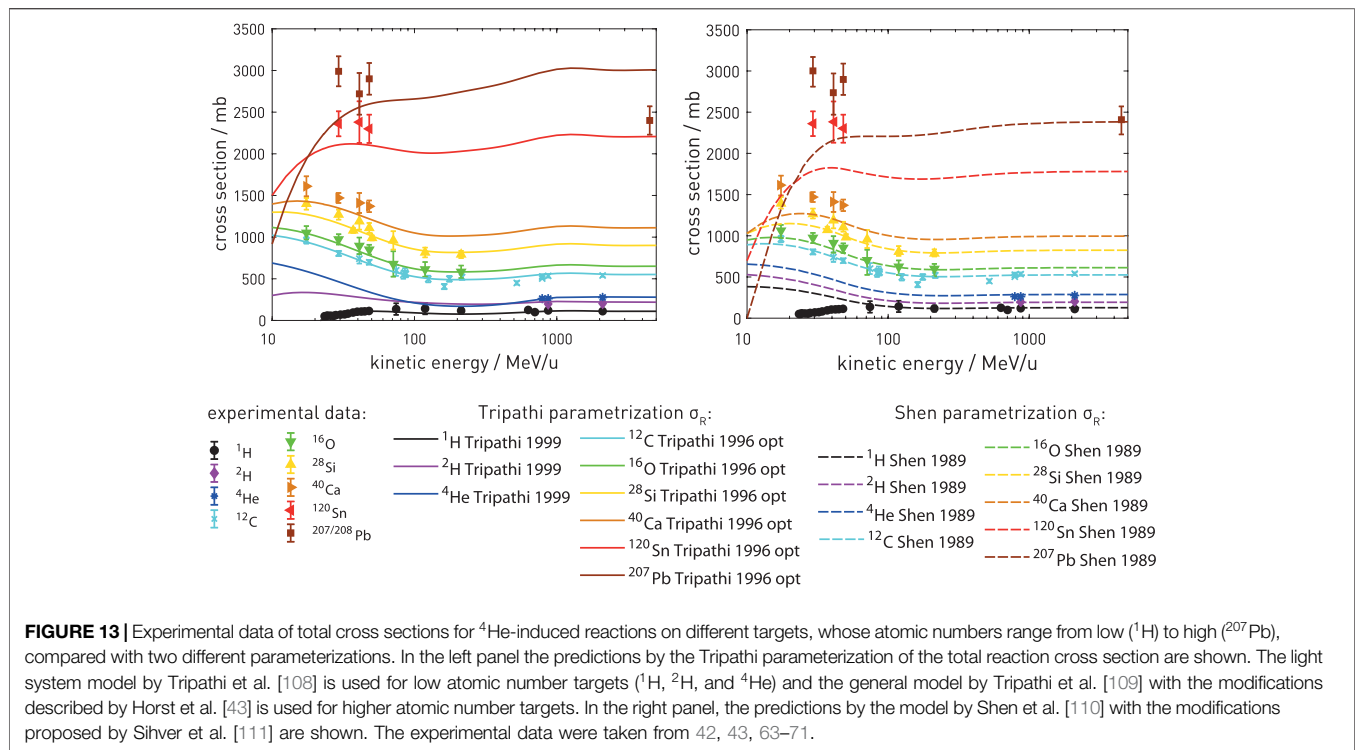 3500
3000
2500
2000
1500
1000
500
0
cross section / mb
10
100
1000
kinetic energy / MeV/u
3500
3000
2500
2000
1500
1000
500
0
cross section / mb
10
100
1000
kinetic energy / MeV/u
experimental data:
¹H
²H
⁴He
¹²C
¹⁶O
²⁸Si
⁴⁰Ca
¹²⁰Sn
²⁰⁷/²⁰⁸Pb
Tripathi parametrization σR:
¹H Tripathi 1999
²H Tripathi 1999
⁴He Tripathi 1999
¹²C Tripathi 1996 opt
¹⁶O Tripathi 1996 opt
²⁸Si Tripathi 1996 opt
⁴⁰Ca Tripathi 1996 opt
¹²⁰Sn Tripathi 1996 opt
²⁰⁷Pb Tripathi 1996 opt
Shen parametrization σR:
¹H Shen 1989
²H Shen 1989
⁴He Shen 1989
¹²C Shen 1989
¹⁶O Shen 1989
²⁸Si Shen 1989
⁴⁰Ca Shen 1989
¹²⁰Sn Shen 1989
²⁰⁷Pb Shen 1989
FIGURE 13 | Experimental data of total cross sections for ⁴He-induced reactions on different targets, whose atomic numbers range from low (¹H) to high (²⁰⁷Pb),
compared with two different parameterizations. In the left panel the predictions by the Tripathi parameterization of the total reaction cross section are shown. The light
system model by Tripathi et al. [108] is used for low atomic number targets (¹H, ²H, and ⁴He) and the general model by Tripathi et al. [109] with the modifications
described by Horst et al. [43] is used for higher atomic number targets. In the right panel, the predictions by the model by Shen et al. [110] with the modifications
proposed by Sihver et al. [111] are shown. The experimental data were taken from 42, 43, 63–71.